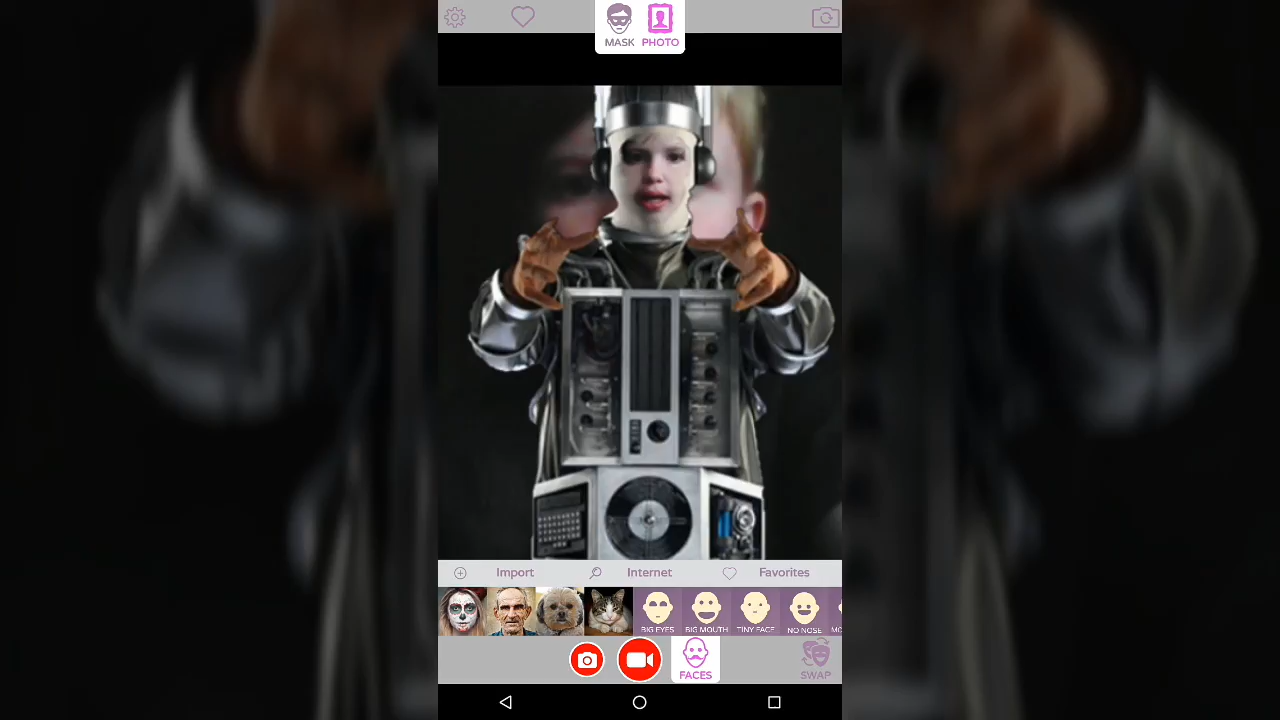 MASK PHOTO
Import Internet Favorites
BIG EYES BIG MOUTH TINY FACE NO NOSE
FACES SWAP